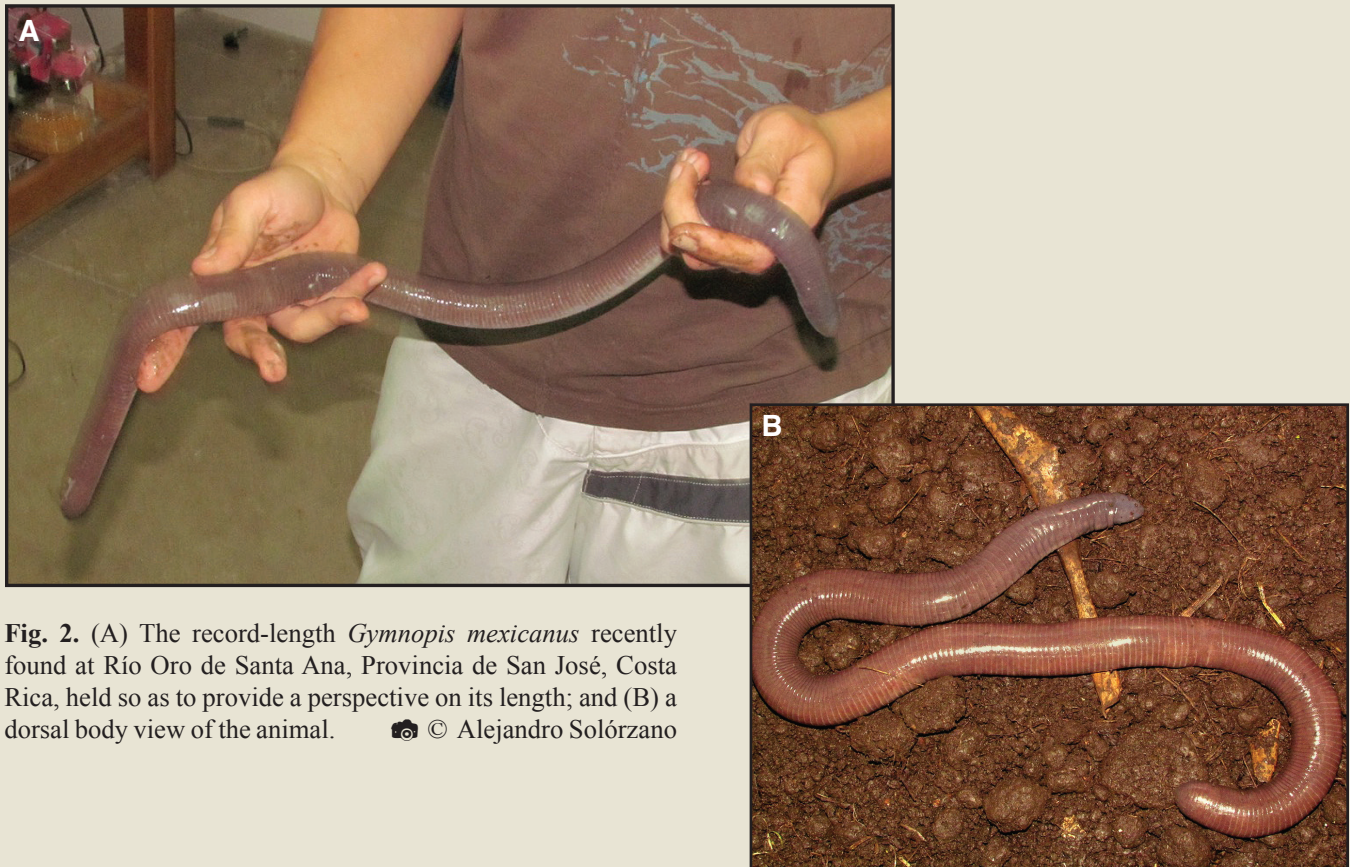 A
B
Fig. 2. (A) The record-length Gymnopis mexicanus recently
found at Río Oro de Santa Ana, Provincia de San José, Costa
Rica, held so as to provide a perspective on its length; and (B) a
dorsal body view of the animal. © Alejandro Solórzano